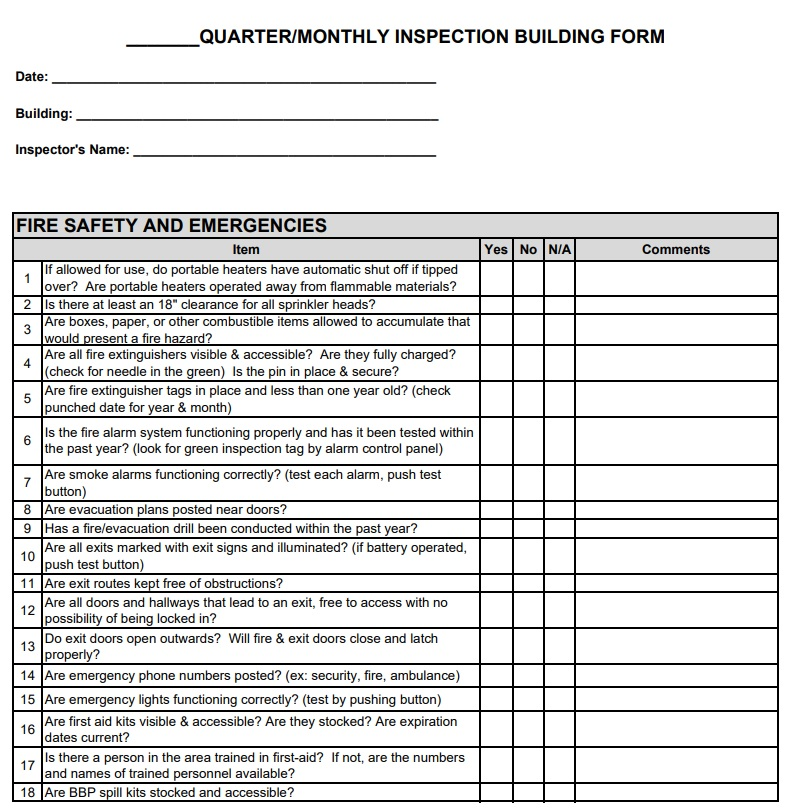 _______QUARTER/MONTHLY INSPECTION BUILDING FORM
Date: ______________________________________
Building: ____________________________________
Inspector's Name: ______________________________
FIRE SAFETY AND EMERGENCIES
Item Yes No N/A Comments
1 If allowed for use, do portable heaters have automatic shut off if tipped
over? Are portable heaters operated away from flammable materials?
2 Is there at least an 18" clearance for all sprinkler heads?
3 Are boxes, paper, or other combustible items allowed to accumulate that
would present a fire hazard?
4 Are all fire extinguishers visible & accessible? Are they fully charged?
(check for needle in the green) Is the pin in place & secure?
5 Are fire extinguisher tags in place and less than one year old? (check
punched date for year & month)
6 Is the fire alarm system functioning properly and has it been tested within
the past year? (look for green inspection tag by alarm control panel)
7 Are smoke alarms functioning correctly? (test each alarm, push test
button)
8 Are evacuation plans posted near doors?
9 Has a fire/evacuation drill been conducted within the past year?
10 Are all exits marked with exit signs and illuminated? (if battery operated,
push test button)
11 Are exit routes kept free of obstructions?
12 Are all doors and hallways that lead to an exit, free to access with no
possibility of being locked in?
13 Do exit doors open outwards? Will fire & exit doors close and latch
properly?
14 Are emergency phone numbers posted? (ex: security, fire, ambulance)
15 Are emergency lights functioning correctly? (test by pushing button)
16 Are first aid kits visible & accessible? Are they stocked? Are expiration
dates current?
17 Is there a person in the area trained in first-aid? If not, are the numbers
and names of trained personnel available?
18 Are BBP spill kits stocked and accessible?